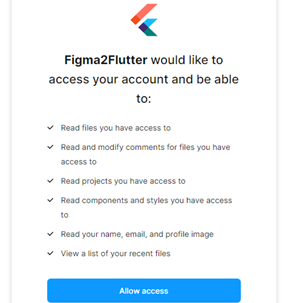 Figma2Flutter would like to
access your account and be able
to:
Read files you have access to
Read and modify comments for files you have
access to
Read projects you have access to
Read components and styles you have access
to
Read your name, email, and profile image
View a list of your recent files
Allow access